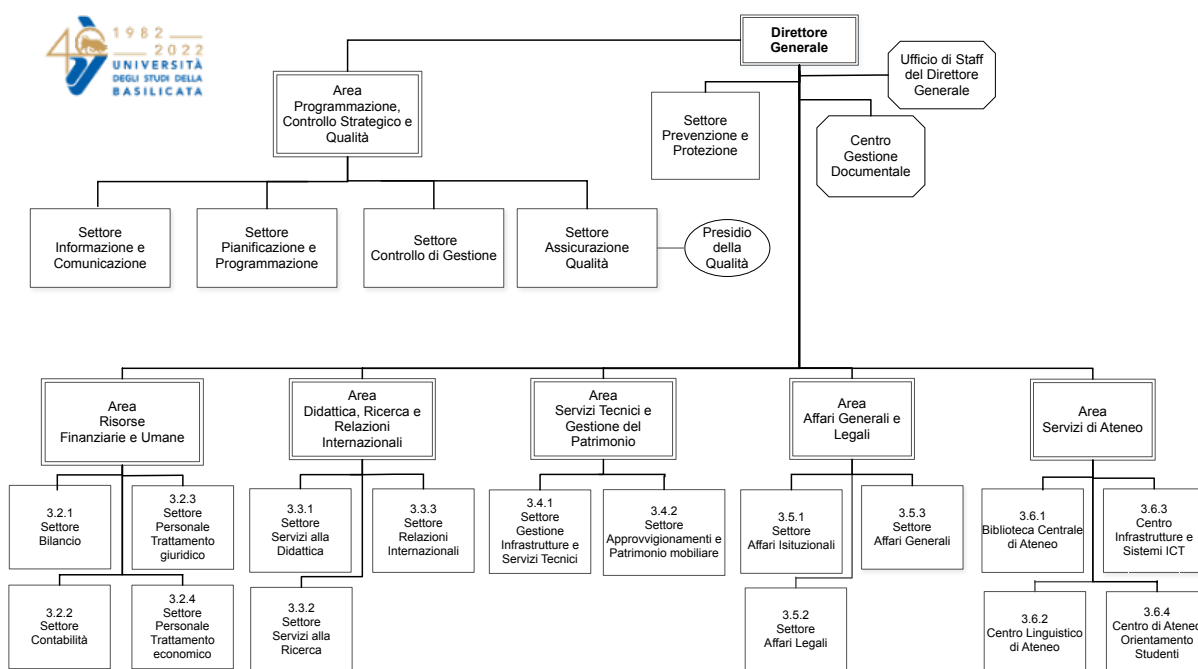 1982
2022
UNIVERSITÀ
DEGLI STUDI DELLA
BASILICATA
Direttore
Generale
Ufficio di Staff
del Direttore
Generale
Area
Programmazione,
Controllo Strategico e
Qualità
Settore
Prevenzione e
Protezione
Centro
Gestione
Documentale
Settore
Informazione e
Comunicazione
Settore
Pianificazione e
Programmazione
Settore
Controllo di Gestione
Settore
Assicurazione
Qualità
Presidio
della
Qualità
Area
Risorse
Finanziarie e Umane
Area
Didattica, Ricerca e
Relazioni
Internazionali
Area
Servizi Tecnici e
Gestione del
Patrimonio
Area
Affari Generali e
Legali
Area
Servizi di Ateneo
3.2.1
Settore
Bilancio
3.2.3
Settore
Personale
Trattamento
giuridico
3.3.1
Settore
Servizi alla
Didattica
3.3.3
Settore
Relazioni
Internazionali
3.4.1
Settore
Gestione
Infrastrutture e
Servizi Tecnici
3.4.2
Settore
Approvvigionamenti e
Patrimonio mobiliare
3.5.1
Settore
Affari Isituzionali
3.5.3
Settore
Affari Generali
3.6.1
Biblioteca Centrale
di Ateneo
3.6.3
Centro
Infrastrutture e
Sistemi ICT
3.2.2
Settore
Contabilità
3.2.4
Settore
Personale
Trattamento
economico
3.3.2
Settore
Servizi alla
Ricerca
3.5.2
Settore
Affari Legali
3.6.2
Centro Linguistico
di Ateneo
3.6.4
Centro di Ateneo
Orientamento
Studenti